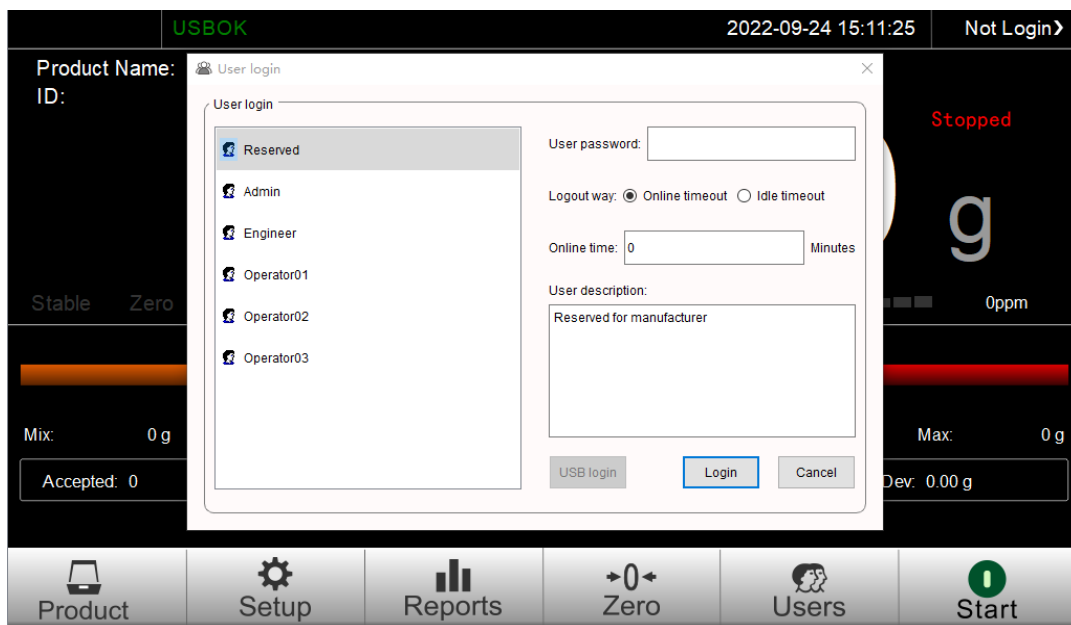 USBOK 2022-09-24 15:11:25 Not Login❯
Product Name:
ID:
User login
User login
Reserved
Admin
Engineer
Operator01
Operator02
Operator03
User password:
Logout way: Online timeout Idle timeout
Online time: 0 Minutes
User description:
Reserved for manufacturer
USB login Login Cancel
Stopped
g
Stable Zero 0ppm
Mix: 0 g Max: 0 g
Accepted: 0 Dev: 0.00 g
Product Setup Reports Zero Users Start